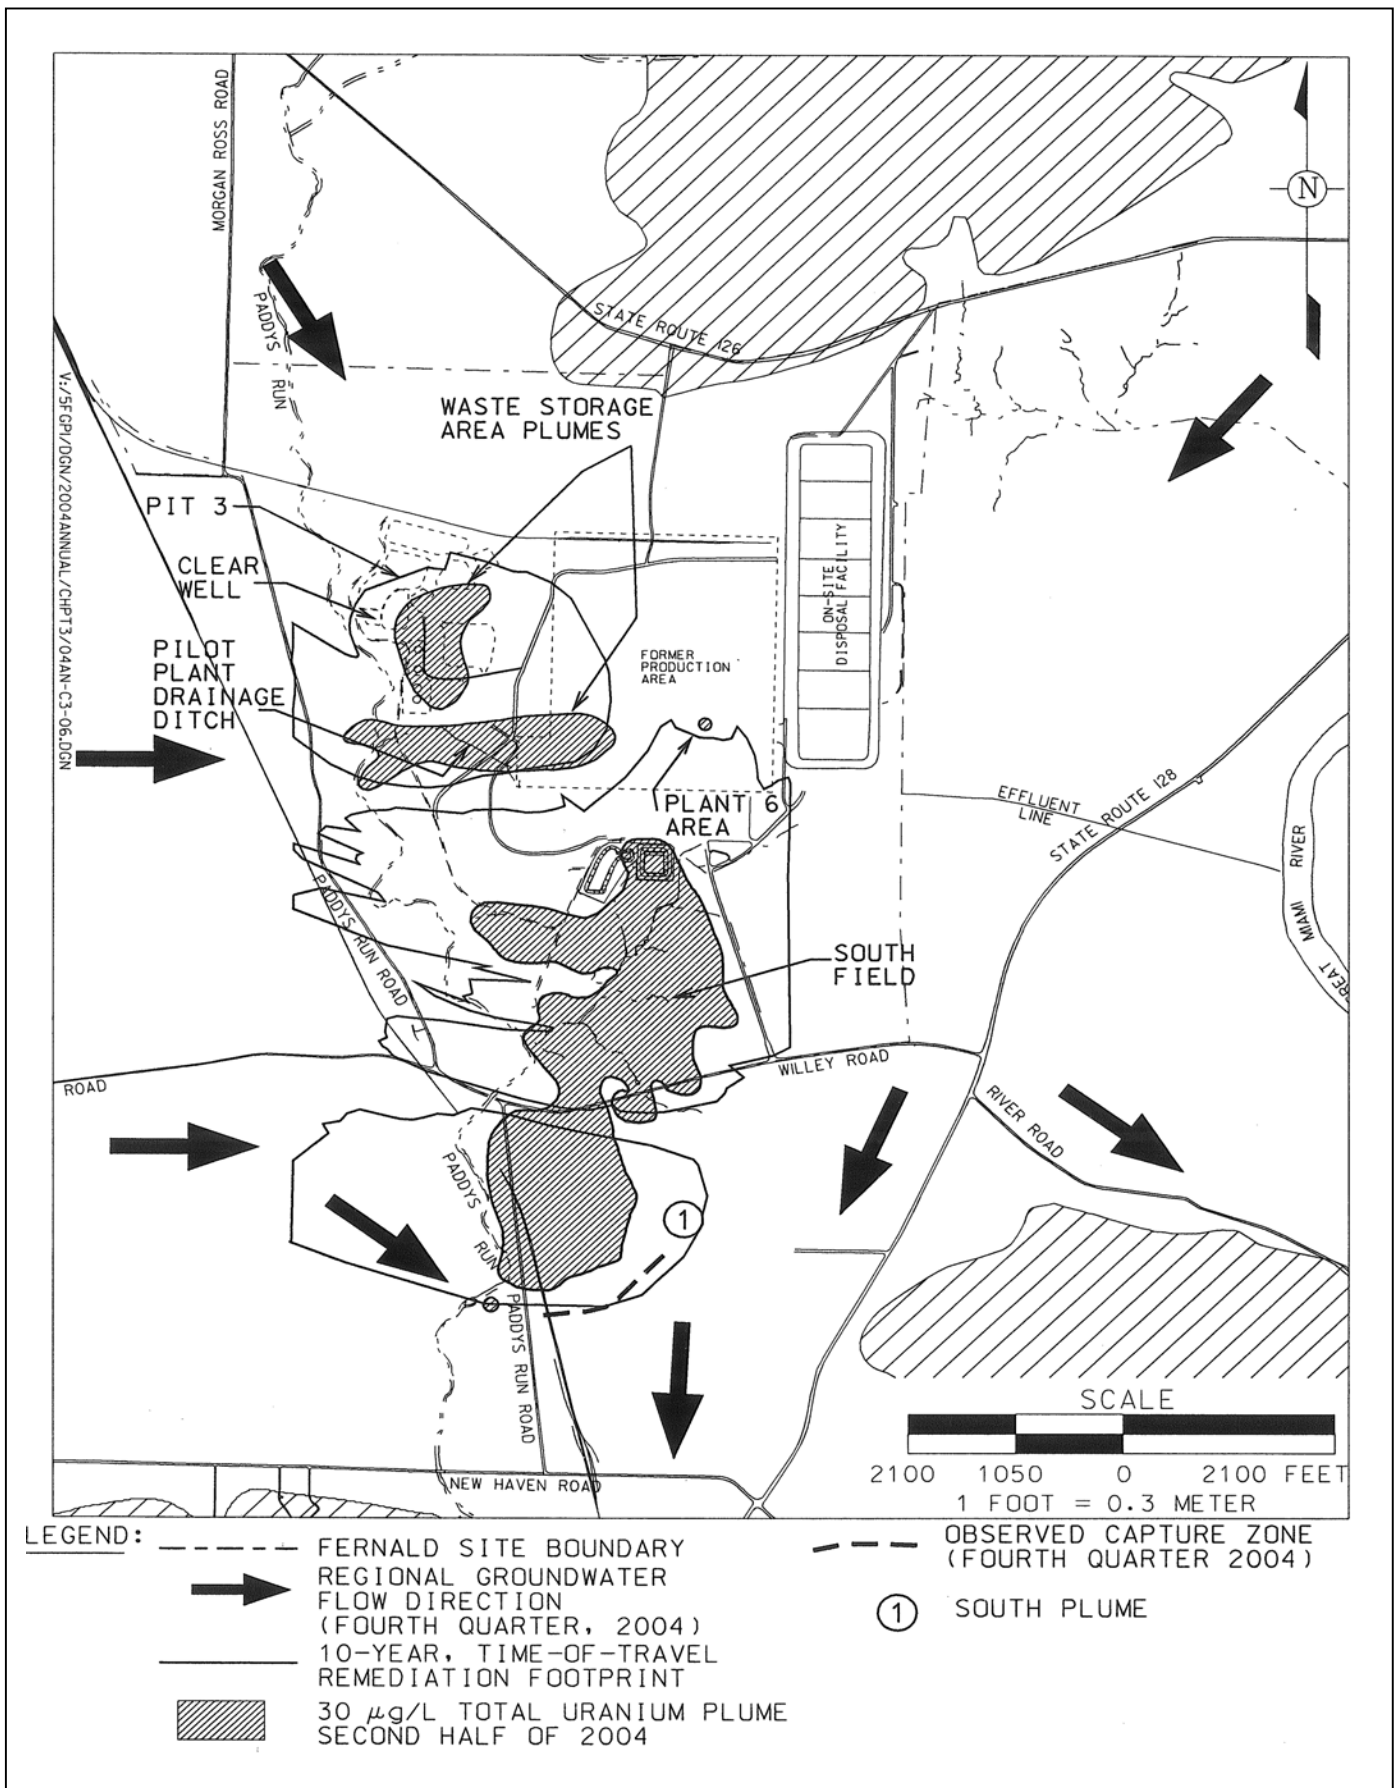 MORGAN ROSS ROAD
N
PADDYS
RUN
STATE ROUTE 126
WASTE STORAGE
AREA PLUMES
V:/5FGPI/DGN/2004ANNUAL/CHPT3/04AN-C3-06.DGN
PIT 3
CLEAR
WELL
ON-SITE
DISPOSAL FACILITY
PILOT
PLANT
DRAINAGE
DITCH
FORMER
PRODUCTION
AREA
PLANT 6
AREA
EFFLUENT
LINE
STATE ROUTE 128
MIAMI RIVER
GREAT
PADDYS RUN ROAD
SOUTH
FIELD
ROAD
WILLEY ROAD
RIVER ROAD
PADDYS
RUN
1
PADDYS RUN ROAD
SCALE
2100 1050 0 2100 FEET
1 FOOT = 0.3 METER
NEW HAVEN ROAD
LEGEND:
FERNALD SITE BOUNDARY
REGIONAL GROUNDWATER
FLOW DIRECTION
(FOURTH QUARTER, 2004)
10-YEAR, TIME-OF-TRAVEL
REMEDIATION FOOTPRINT
30 µg/L TOTAL URANIUM PLUME
SECOND HALF OF 2004
OBSERVED CAPTURE ZONE
(FOURTH QUARTER 2004)
1 SOUTH PLUME